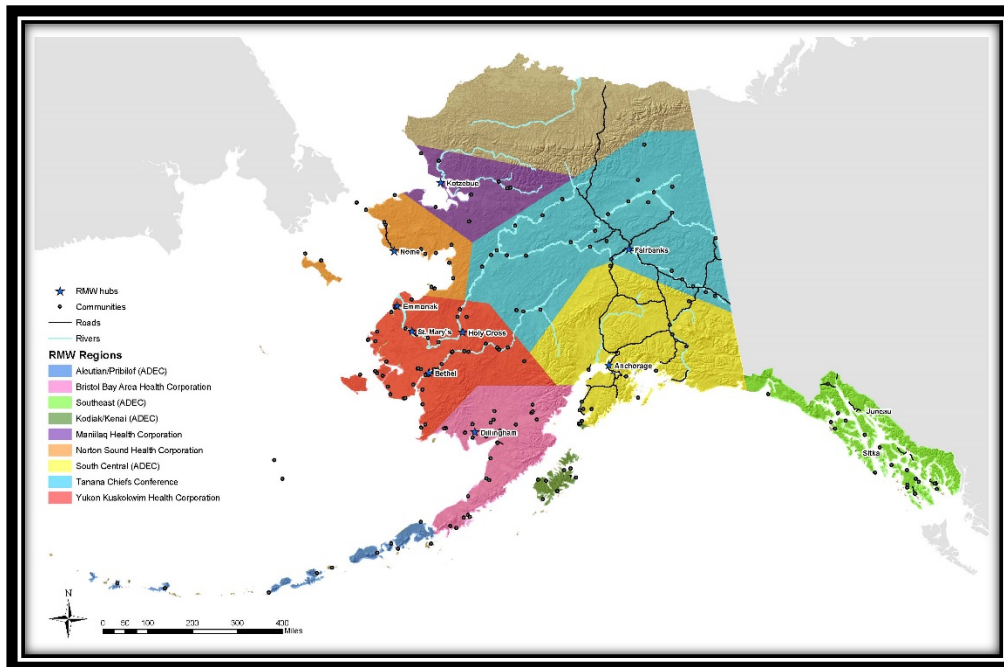 Kotzebue
Nome
Fairbanks
Emmonak
St. Mary's
Holy Cross
Bethel
Anchorage
Dillingham
Juneau
Sitka
RMW hubs
Communities
Roads
Rivers
RMW Regions
Aleutian/Pribilof (ADEC)
Bristol Bay Area Health Corporation
Southeast (ADEC)
Kodiak/Kenai (ADEC)
Maniilaq Health Corporation
Norton Sound Health Corporation
South Central (ADEC)
Tanana Chiefs Conference
Yukon Kuskokwim Health Corporation
N
0 50 100 200 300 400
Miles